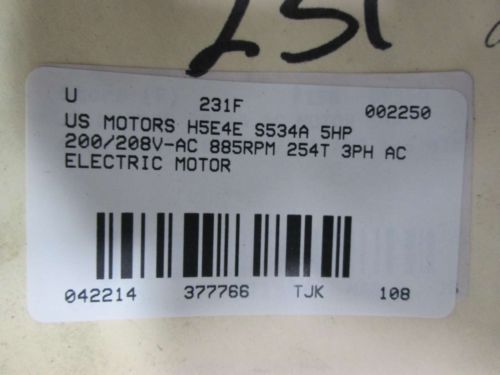 231
U 231F 002250
US MOTORS H5E4E S534A 5HP
200/208V-AC 885RPM 254T 3PH AC
ELECTRIC MOTOR
042214 377766 TJK 108